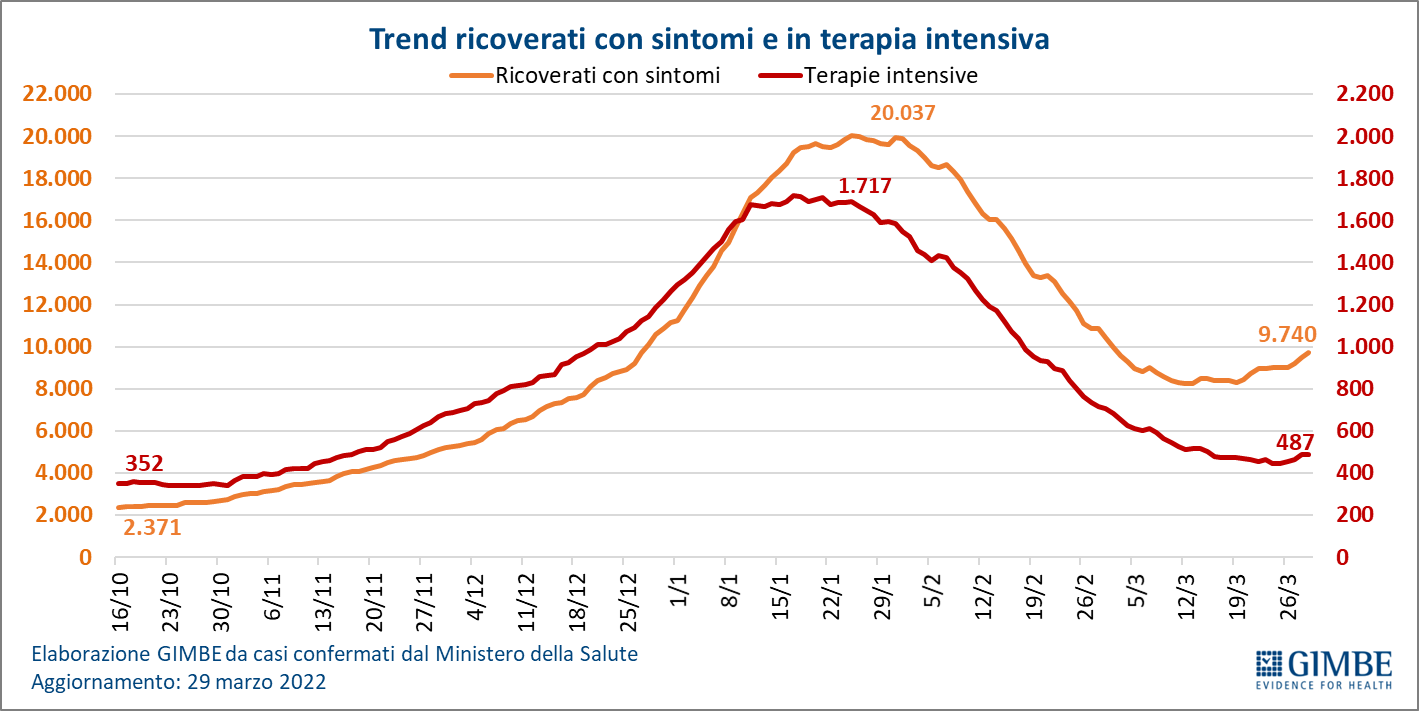 Trend ricoverati con sintomi e in terapia intensiva
Ricoverati con sintomi Terapie intensive
22.000 2.200
20.000 20.037 2.000
18.000 1.717 1.800
16.000 1.600
14.000 1.400
12.000 1.200
10.000 9.740 1.000
8.000 800
6.000 487 600
4.000 352 400
2.000 2.371 200
0 0
16/10 23/10 30/10 6/11 13/11 20/11 27/11 4/12 11/12 18/12 25/12 1/1 8/1 15/1 22/1 29/1 5/2 12/2 19/2 26/2 5/3 12/3 19/3 26/3
Elaborazione GIMBE da casi confermati dal Ministero della Salute
Aggiornamento: 29 marzo 2022
GIMBE
EVIDENCE FOR HEALTH